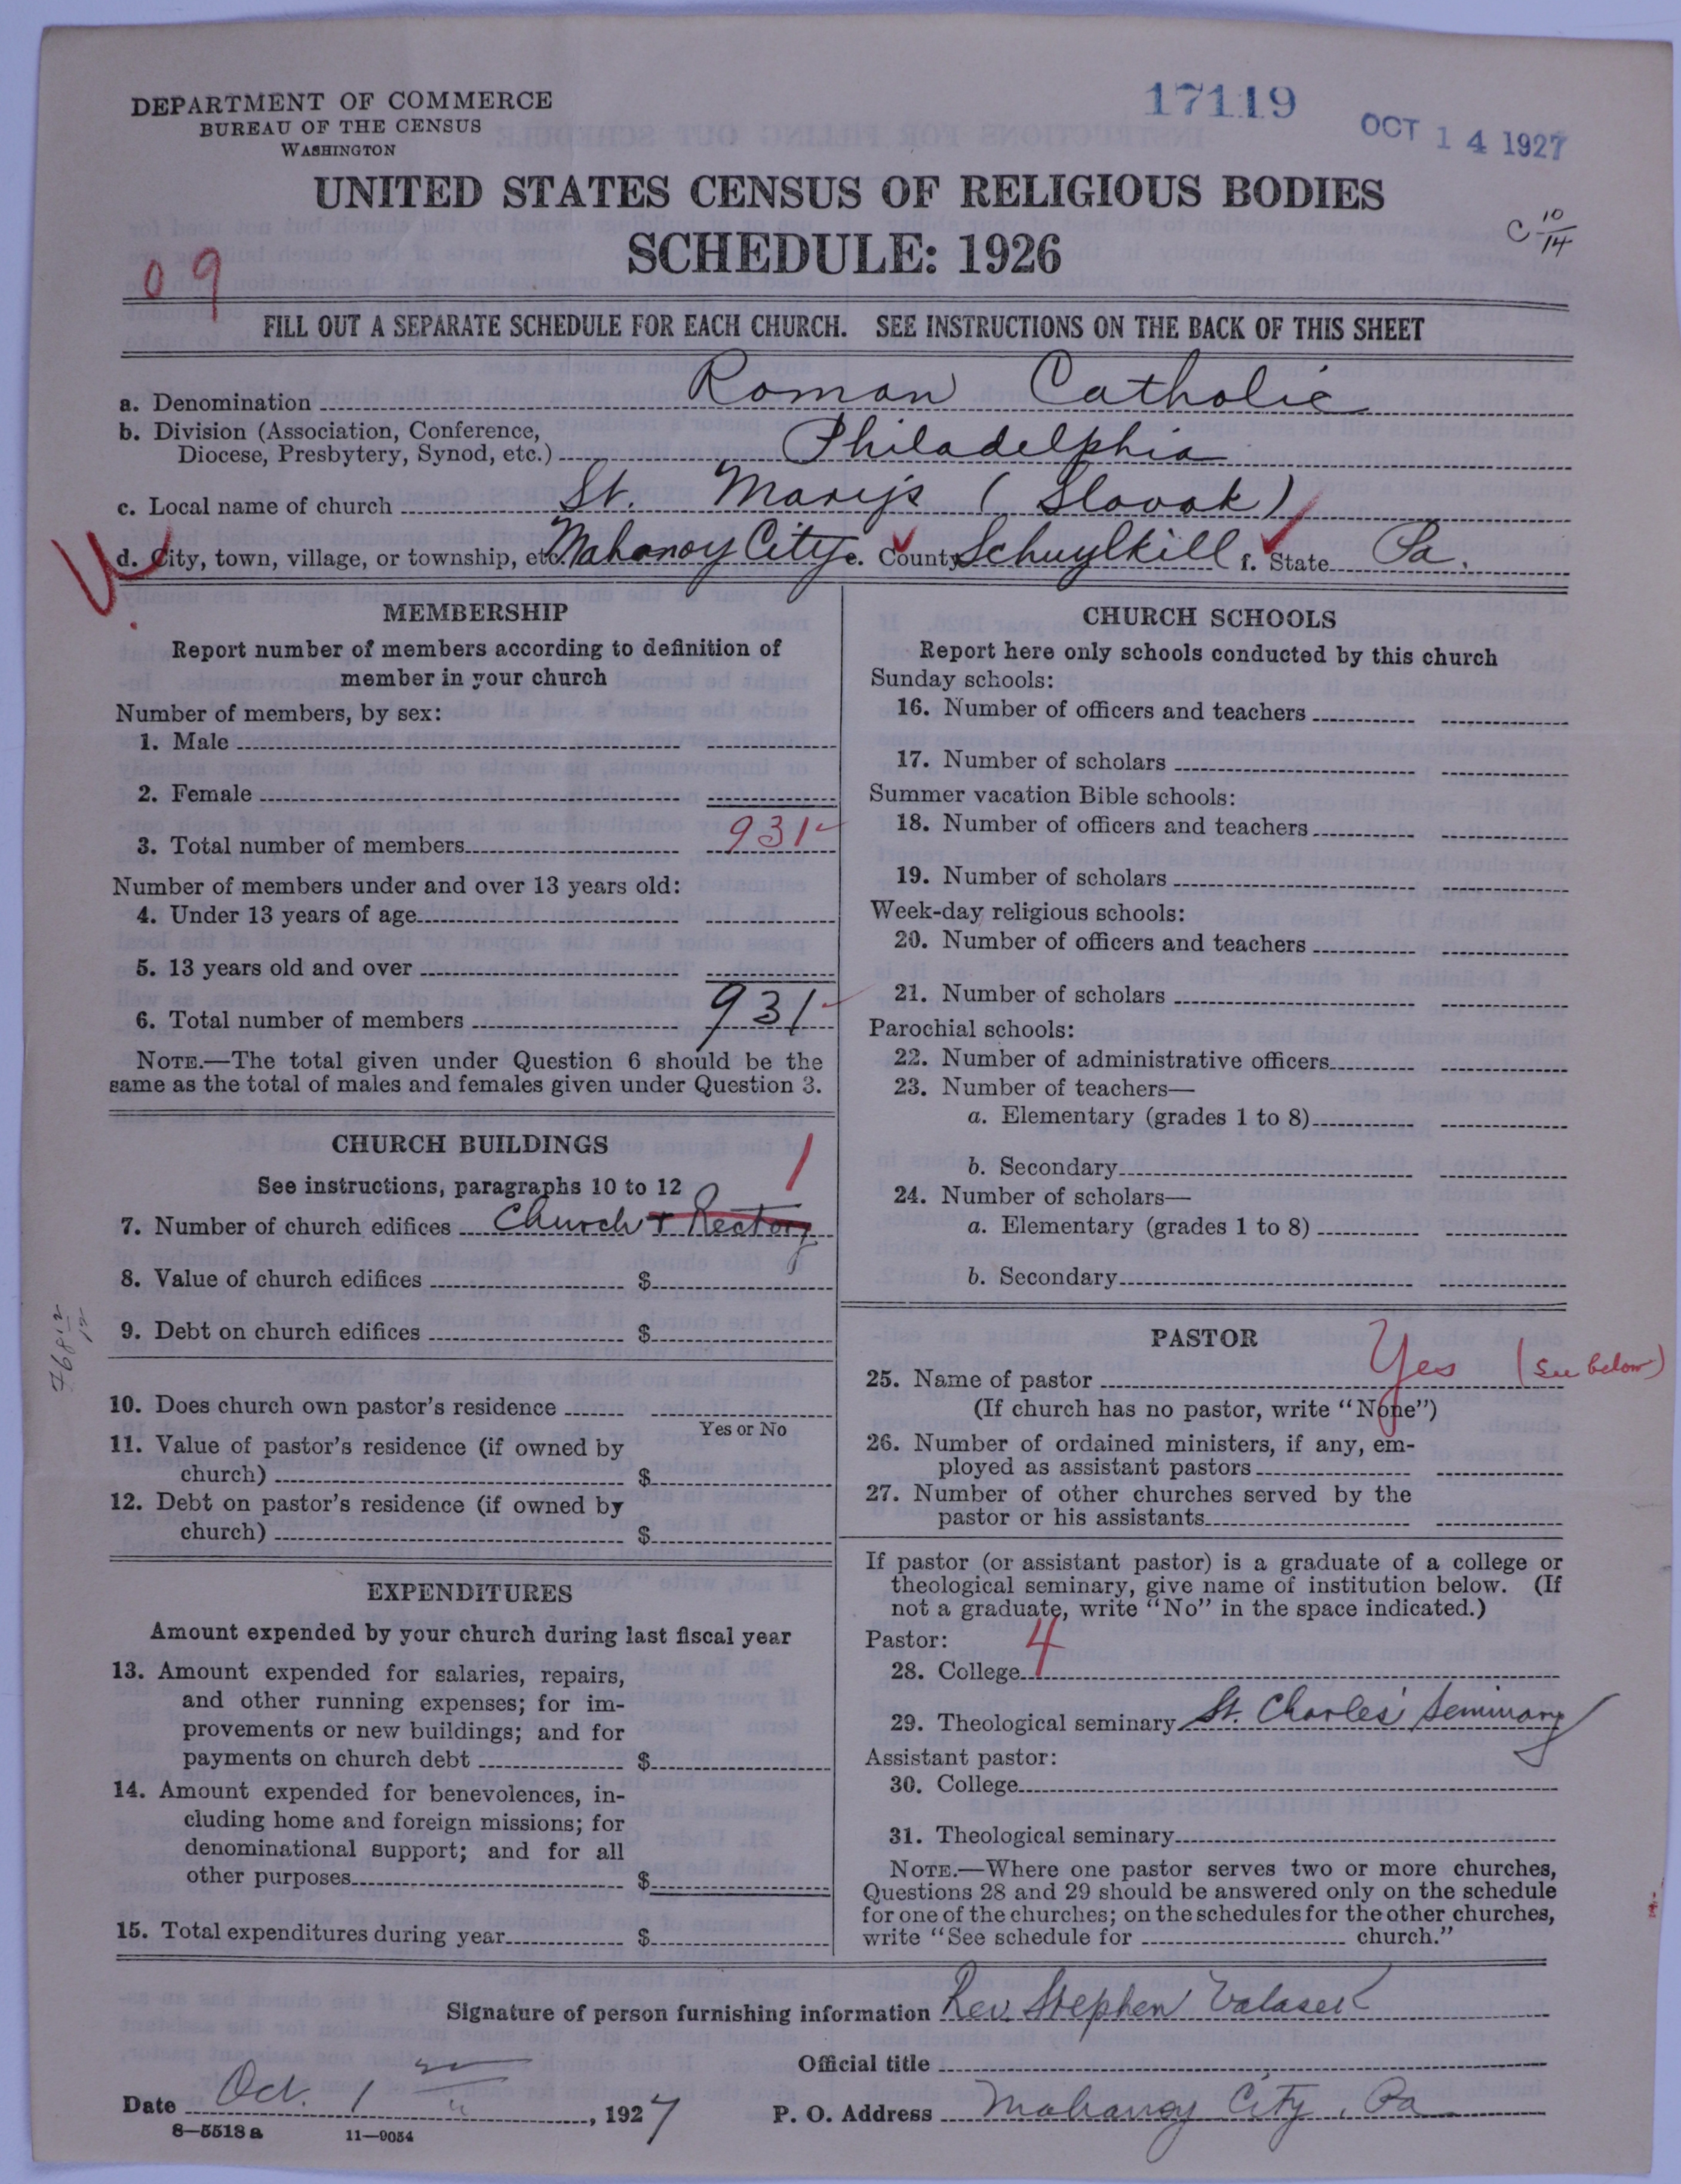 DEPARTMENT OF COMMERCE
BUREAU OF THE CENSUS
WASHINGTON
17119
OCT 14 1927
UNITED STATES CENSUS OF RELIGIOUS BODIES
SCHEDULE: 1926
C 10/14
09
FILL OUT A SEPARATE SCHEDULE FOR EACH CHURCH. SEE INSTRUCTIONS ON THE BACK OF THIS SHEET
a. Denomination Roman Catholic
b. Division (Association, Conference,
Diocese, Presbytery, Synod, etc.) Philadelphia
c. Local name of church St. Mary's (Slovak)
d. City, town, village, or township, etc. Mahanoy City e. County Schuylkill f. State Pa.
MEMBERSHIP
Report number of members according to definition of
member in your church
Number of members, by sex:
1. Male
2. Female
3. Total number of members 931
Number of members under and over 13 years old:
4. Under 13 years of age
5. 13 years old and over
6. Total number of members 931
NOTE.—The total given under Question 6 should be the
same as the total of males and females given under Question 3.
CHURCH BUILDINGS
See instructions, paragraphs 10 to 12
1
7. Number of church edifices Church + Rectory
8. Value of church edifices $
9. Debt on church edifices $
10. Does church own pastor's residence
Yes or No
11. Value of pastor's residence (if owned by
church) $
12. Debt on pastor's residence (if owned by
church) $
EXPENDITURES
Amount expended by your church during last fiscal year
13. Amount expended for salaries, repairs,
and other running expenses; for im-
provements or new buildings; and for
payments on church debt $
14. Amount expended for benevolences, in-
cluding home and foreign missions; for
denominational support; and for all
other purposes $
15. Total expenditures during year $
CHURCH SCHOOLS
Report here only schools conducted by this church
Sunday schools:
16. Number of officers and teachers
17. Number of scholars
Summer vacation Bible schools:
18. Number of officers and teachers
19. Number of scholars
Week-day religious schools:
20. Number of officers and teachers
21. Number of scholars
Parochial schools:
22. Number of administrative officers
23. Number of teachers—
a. Elementary (grades 1 to 8)
b. Secondary
24. Number of scholars—
a. Elementary (grades 1 to 8)
b. Secondary
PASTOR
25. Name of pastor Yes (See below)
(If church has no pastor, write "None")
26. Number of ordained ministers, if any, em-
ployed as assistant pastors
27. Number of other churches served by the
pastor or his assistants
If pastor (or assistant pastor) is a graduate of a college or
theological seminary, give name of institution below. (If
not a graduate, write "No" in the space indicated.)
Pastor:
28. College 4
29. Theological seminary St. Charles' Seminary
Assistant pastor:
30. College
31. Theological seminary
NOTE.—Where one pastor serves two or more churches,
Questions 28 and 29 should be answered only on the schedule
for one of the churches; on the schedules for the other churches,
write "See schedule for church."
Signature of person furnishing information Rev. Stephen Valasek
Official title
Date Oct. 1, 1927 P. O. Address Mahanoy City, Pa
8—5518a 11—9054